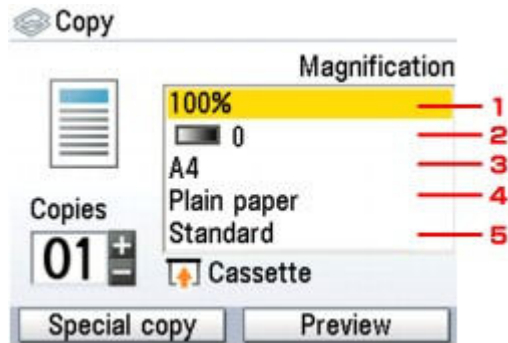 Copy
Magnification
100% 1
0 2
A4 3
Plain paper 4
Standard 5
Copies
01 + -
Cassette
Special copy Preview